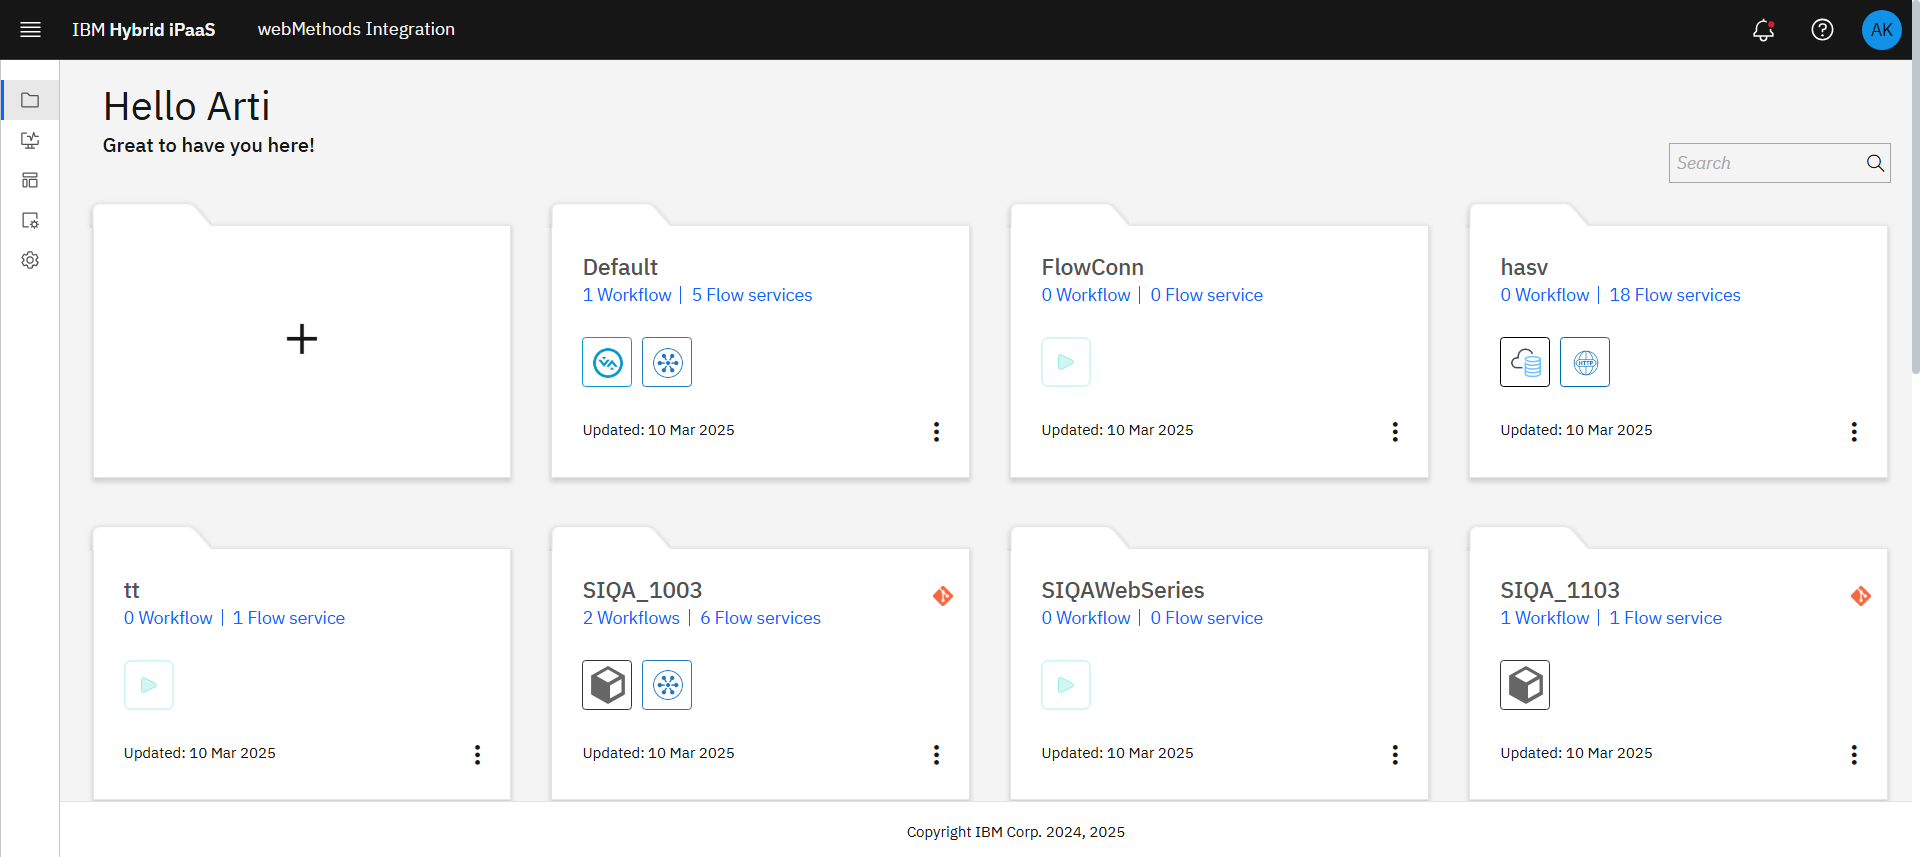 IBM Hybrid iPaaS
webMethods Integration
AK
Hello Arti
Great to have you here!
Search
Default
1 Workflow | 5 Flow services
Updated: 10 Mar 2025
FlowConn
0 Workflow | 0 Flow service
Updated: 10 Mar 2025
hasv
0 Workflow | 18 Flow services
HTTP
Updated: 10 Mar 2025
tt
0 Workflow | 1 Flow service
Updated: 10 Mar 2025
SIQA_1003
2 Workflows | 6 Flow services
Updated: 10 Mar 2025
SIQAWebSeries
0 Workflow | 0 Flow service
Updated: 10 Mar 2025
SIQA_1103
1 Workflow | 1 Flow service
Updated: 10 Mar 2025
Copyright IBM Corp. 2024, 2025